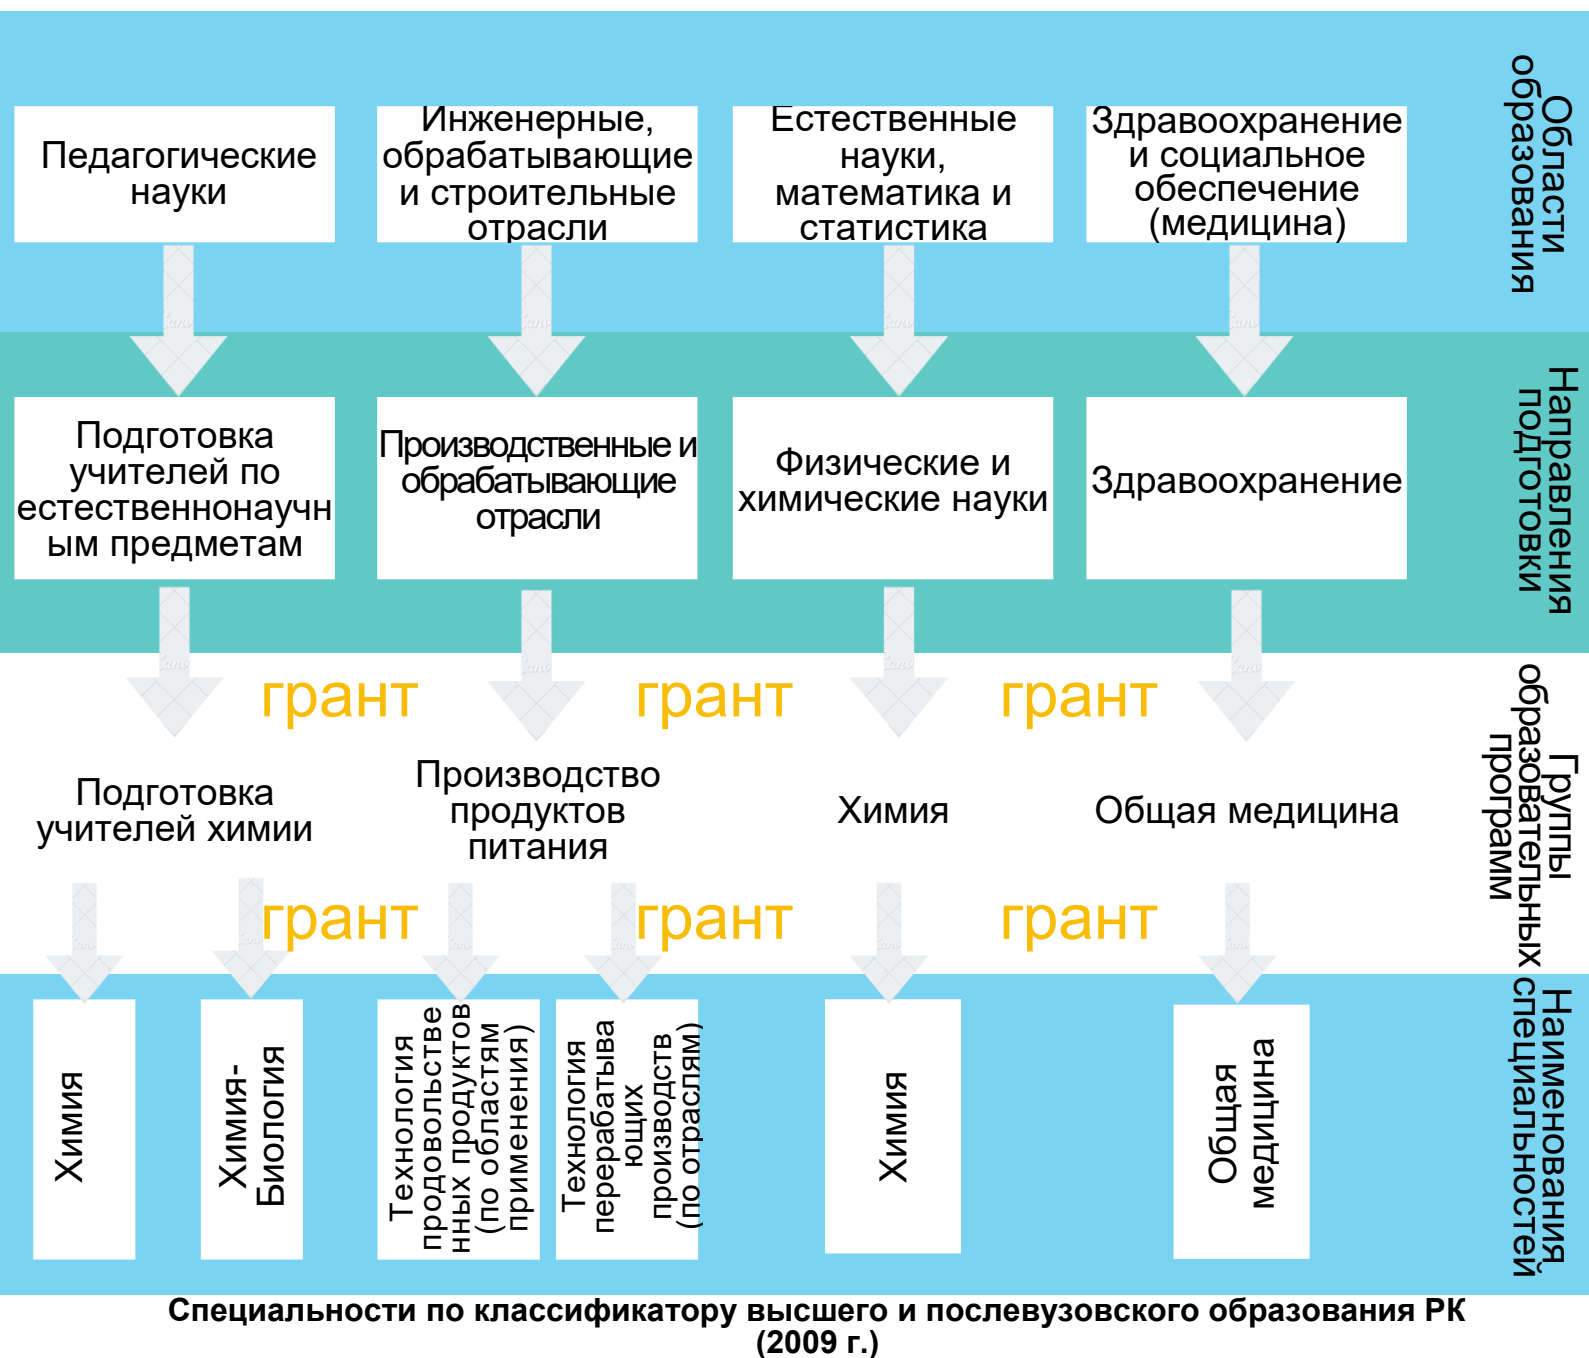 Педагогические
науки
Инженерные,
обрабатывающие
и строительные
отрасли
Естественные
науки,
математика и
статистика
Здравоохранение
и социальное
обеспечение
(медицина)
Области
образования
Подготовка
учителей по
естественнонаучн
ым предметам
Производственные и
обрабатывающие
отрасли
Физические и
химические науки
Здравоохранение
Направления
подготовки
грант
грант
грант
Подготовка
учителей химии
Производство
продуктов
питания
Химия
Общая медицина
Группы
образовательных
программ
грант
грант
грант
Химия
Химия-
Биология
Технология
продовольстве
нных продуктов
(по областям
применения)
Технология
перерабатыва
ющих
производств
(по отраслям)
Химия
Общая
медицина
Наименования
специальностей
Специальности по классификатору высшего и послевузовского образования РК
(2009 г.)